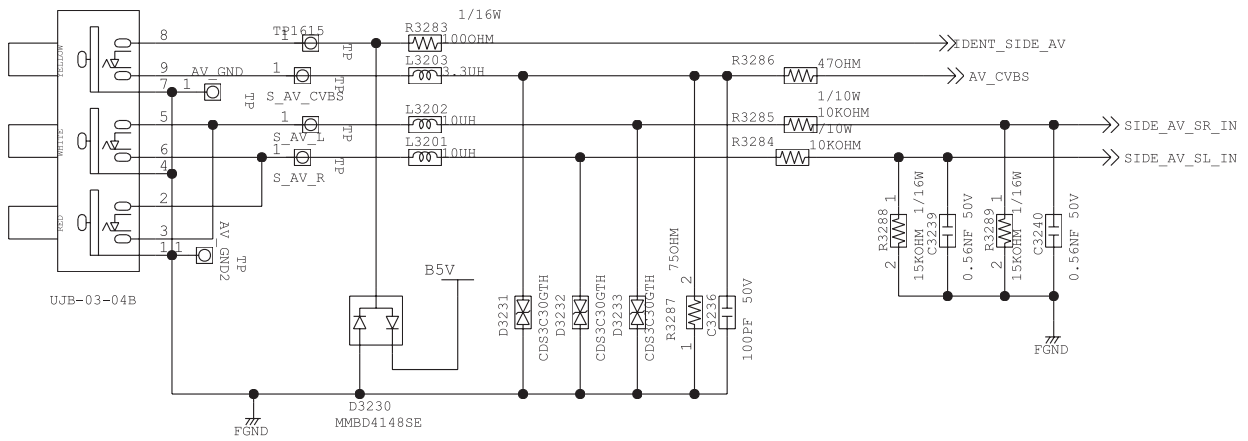 1/16W
TP1615
R3283
8
1
TP
100OHM
IDENT_SIDE_AV
YELLOW
L3203
R3286
47OHM
9
AV_GND
1
TP
3.3UH
AV_CVBS
7
1
TP
S_AV_CVBS
1/10W
L3202
10KOHM
5
1
TP
10UH
R3285
SIDE_AV_SR_IN
S_AV_L
L3201
1/10W
WHITE
R3284
10KOHM
6
1
TP
10UH
SIDE_AV_SL_IN
4
S_AV_R
2
RED
3
1
1
AV_GND2
TP
UJB-03-04B
B5V
D3230
MMBD4148SE
FGND
D3231
CDS3C30GTH
D3232
CDS3C30GTH
D3233
CDS3C30GTH
75OHM
2
R3287
1
C3236
100PF 50V
R3288
1
2
15KOHM 1/16W
C3239
0.56NF 50V
R3289
1
2
15KOHM 1/16W
C3240
0.56NF 50V
FGND